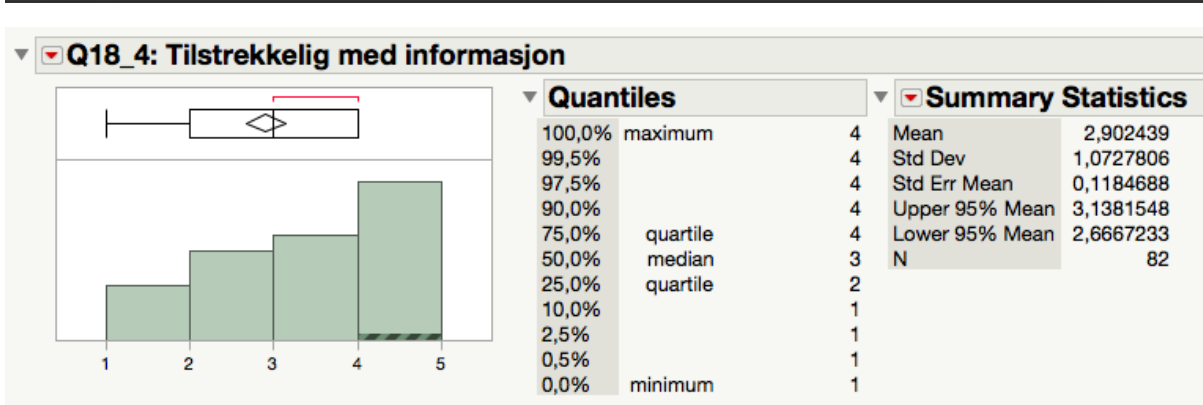 Q18_4: Tilstrekkelig med informasjon
1 2 3 4 5
Quantiles
100,0% maximum 4
99,5% 4
97,5% 4
90,0% 4
75,0% quartile 4
50,0% median 3
25,0% quartile 2
10,0% 1
2,5% 1
0,5% 1
0,0% minimum 1
Summary Statistics
Mean 2,902439
Std Dev 1,0727806
Std Err Mean 0,1184688
Upper 95% Mean 3,1381548
Lower 95% Mean 2,6667233
N 82